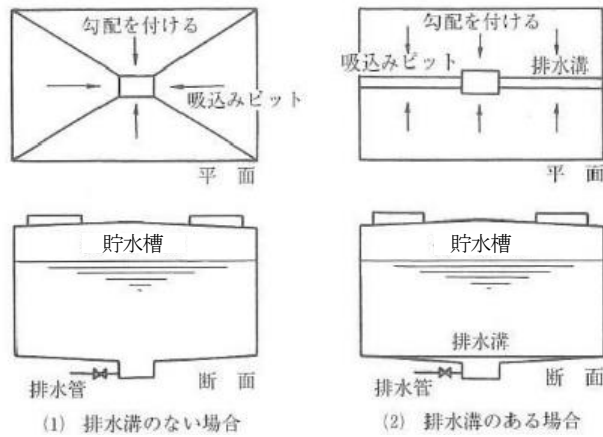 勾配を付ける
吸込みピット
平面
貯水槽
排水管
断面
(1) 排水溝のない場合
勾配を付ける
吸込みピット
排水溝
平面
貯水槽
排水溝
排水管
断面
(2) 排水溝のある場合